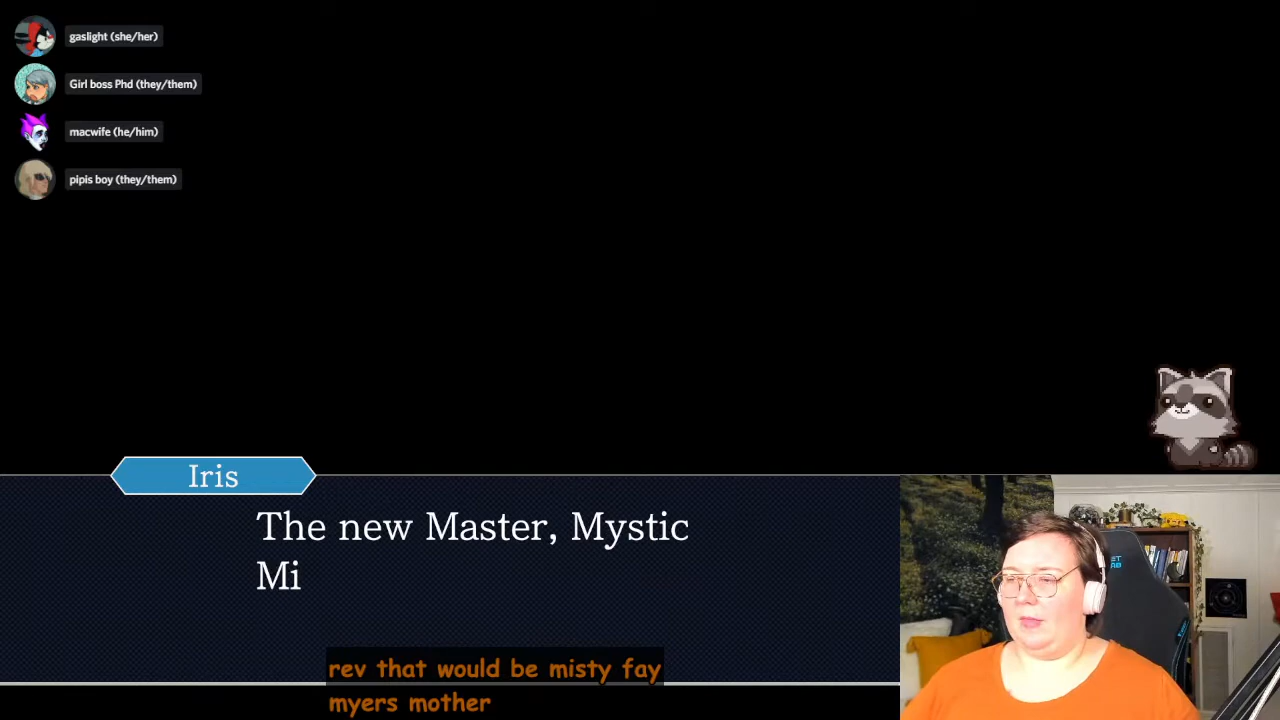 gaslight (she/her)
Girl boss Phd (they/them)
macwife (he/him)
pipis boy (they/them)
Iris
The new Master, Mystic
Mi
rev that would be misty fay
myers mother